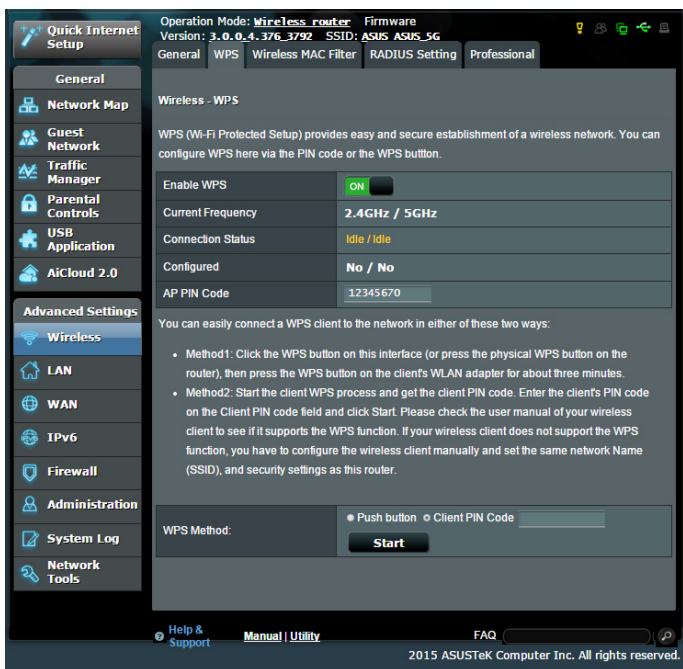 Quick Internet
Setup
General
Network Map
Guest
Network
Traffic
Manager
Parental
Controls
USB
Application
AiCloud 2.0
Advanced Settings
Wireless
LAN
WAN
IPv6
Firewall
Administration
System Log
Network
Tools
Operation Mode: Wireless router Firmware
Version: 3.0.0.4.376_3792 SSID: ASUS ASUS_5G
General WPS Wireless MAC Filter RADIUS Setting Professional
Wireless - WPS
WPS (Wi-Fi Protected Setup) provides easy and secure establishment of a wireless network. You can
configure WPS here via the PIN code or the WPS buttton.
Enable WPS ON
Current Frequency 2.4GHz / 5GHz
Connection Status Idle / Idle
Configured No / No
AP PIN Code 12345670
You can easily connect a WPS client to the network in either of these two ways:
• Method1: Click the WPS button on this interface (or press the physical WPS button on the
router), then press the WPS button on the client's WLAN adapter for about three minutes.
• Method2: Start the client WPS process and get the client PIN code. Enter the client's PIN code
on the Client PIN code field and click Start. Please check the user manual of your wireless
client to see if it supports the WPS function. If your wireless client does not support the WPS
function, you have to configure the wireless client manually and set the same network Name
(SSID), and security settings as this router.
WPS Method: Push button Client PIN Code
Start
Help &
Support Manual | Utility FAQ
2015 ASUSTeK Computer Inc. All rights reserved.